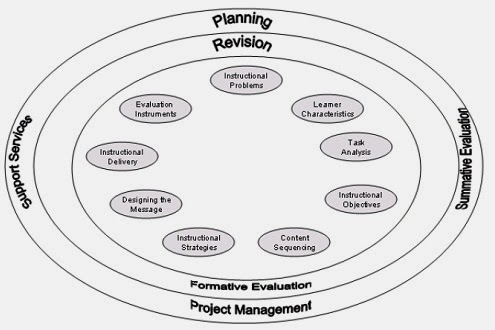 Planning
Revision
Instructional
Problems
Learner
Characteristics
Task
Analysis
Instructional
Objectives
Content
Sequencing
Instructional
Strategies
Designing the
Message
Instructional
Delivery
Evaluation
Instruments
Support Services
Summative Evaluation
Formative Evaluation
Project Management